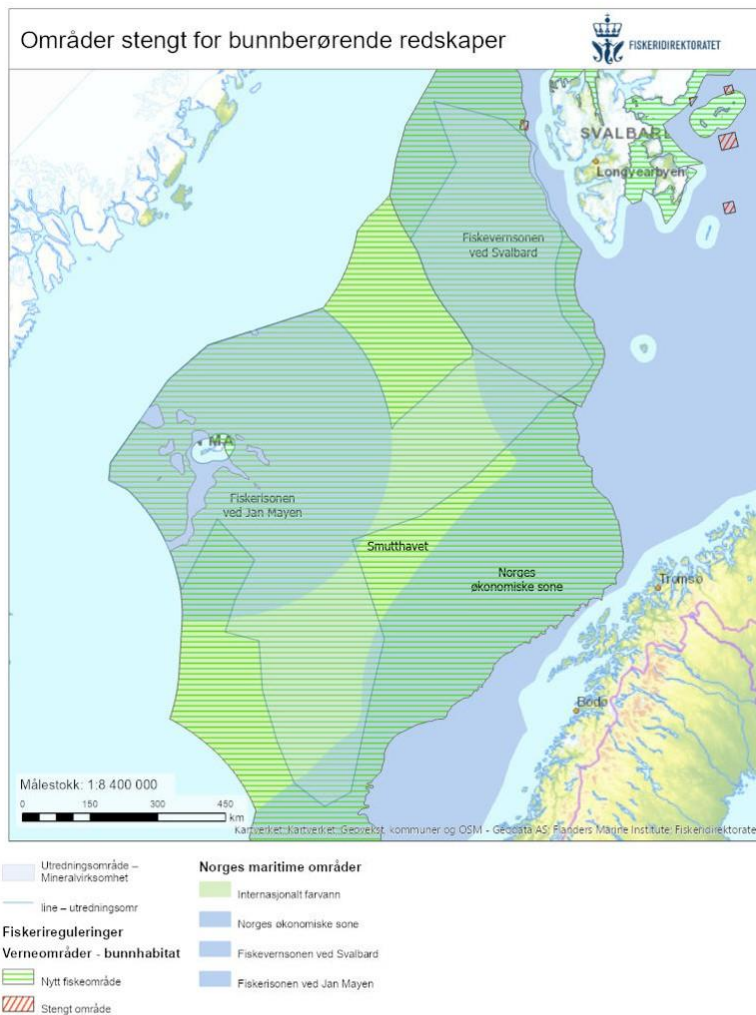 Områder stengt for bunnberørende redskaper
FISKERIDIREKTORATET
SVALBARD
Longyearbyen
Fiskevernsonen
ved Svalbard
MA
Fiskerisonen
ved Jan Mayen
Smutthavet
Norges
økonomiske sone
Tromsø
Bodø
Målestokk: 1:8 400 000
0 75 150 300 450
km
Kartverket; Kartverket, Geovekst, kommuner og OSM - Geodata AS; Flanders Marine Institute; Fiskeridirektorate
Utredningsområde –
Mineralvirksomhet
line – utredningsomr
Fiskerireguleringer
Verneområder - bunnhabitat
Nytt fiskeområde
Stengt område
Norges maritime områder
Internasjonalt farvann
Norges økonomiske sone
Fiskevernsonen ved Svalbard
Fiskerisonen ved Jan Mayen